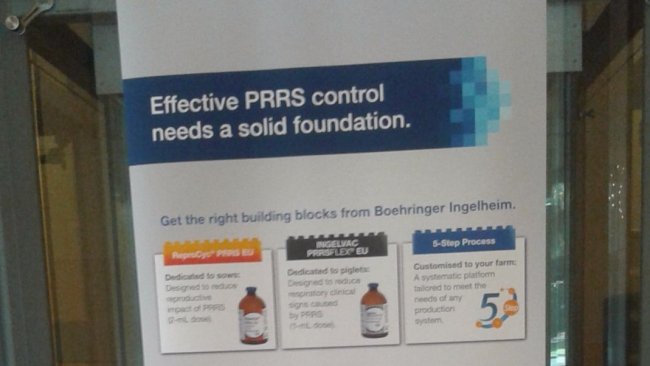 Effective PRRS control
needs a solid foundation.
Get the right building blocks from Boehringer Ingelheim.
ReproCyc® PRRS EU
Dedicated to sows:
Designed to reduce
reproductive
impact of PRRS
(2-mL dose).
INGELVAC
PRRSFLEX® EU
Dedicated to piglets:
Designed to reduce
respiratory clinical
signs caused
by PRRS
(1-mL dose).
5-Step Process
Customised to your farm:
A systematic platform
tailored to meet the
needs of any
production
system.
5
Step